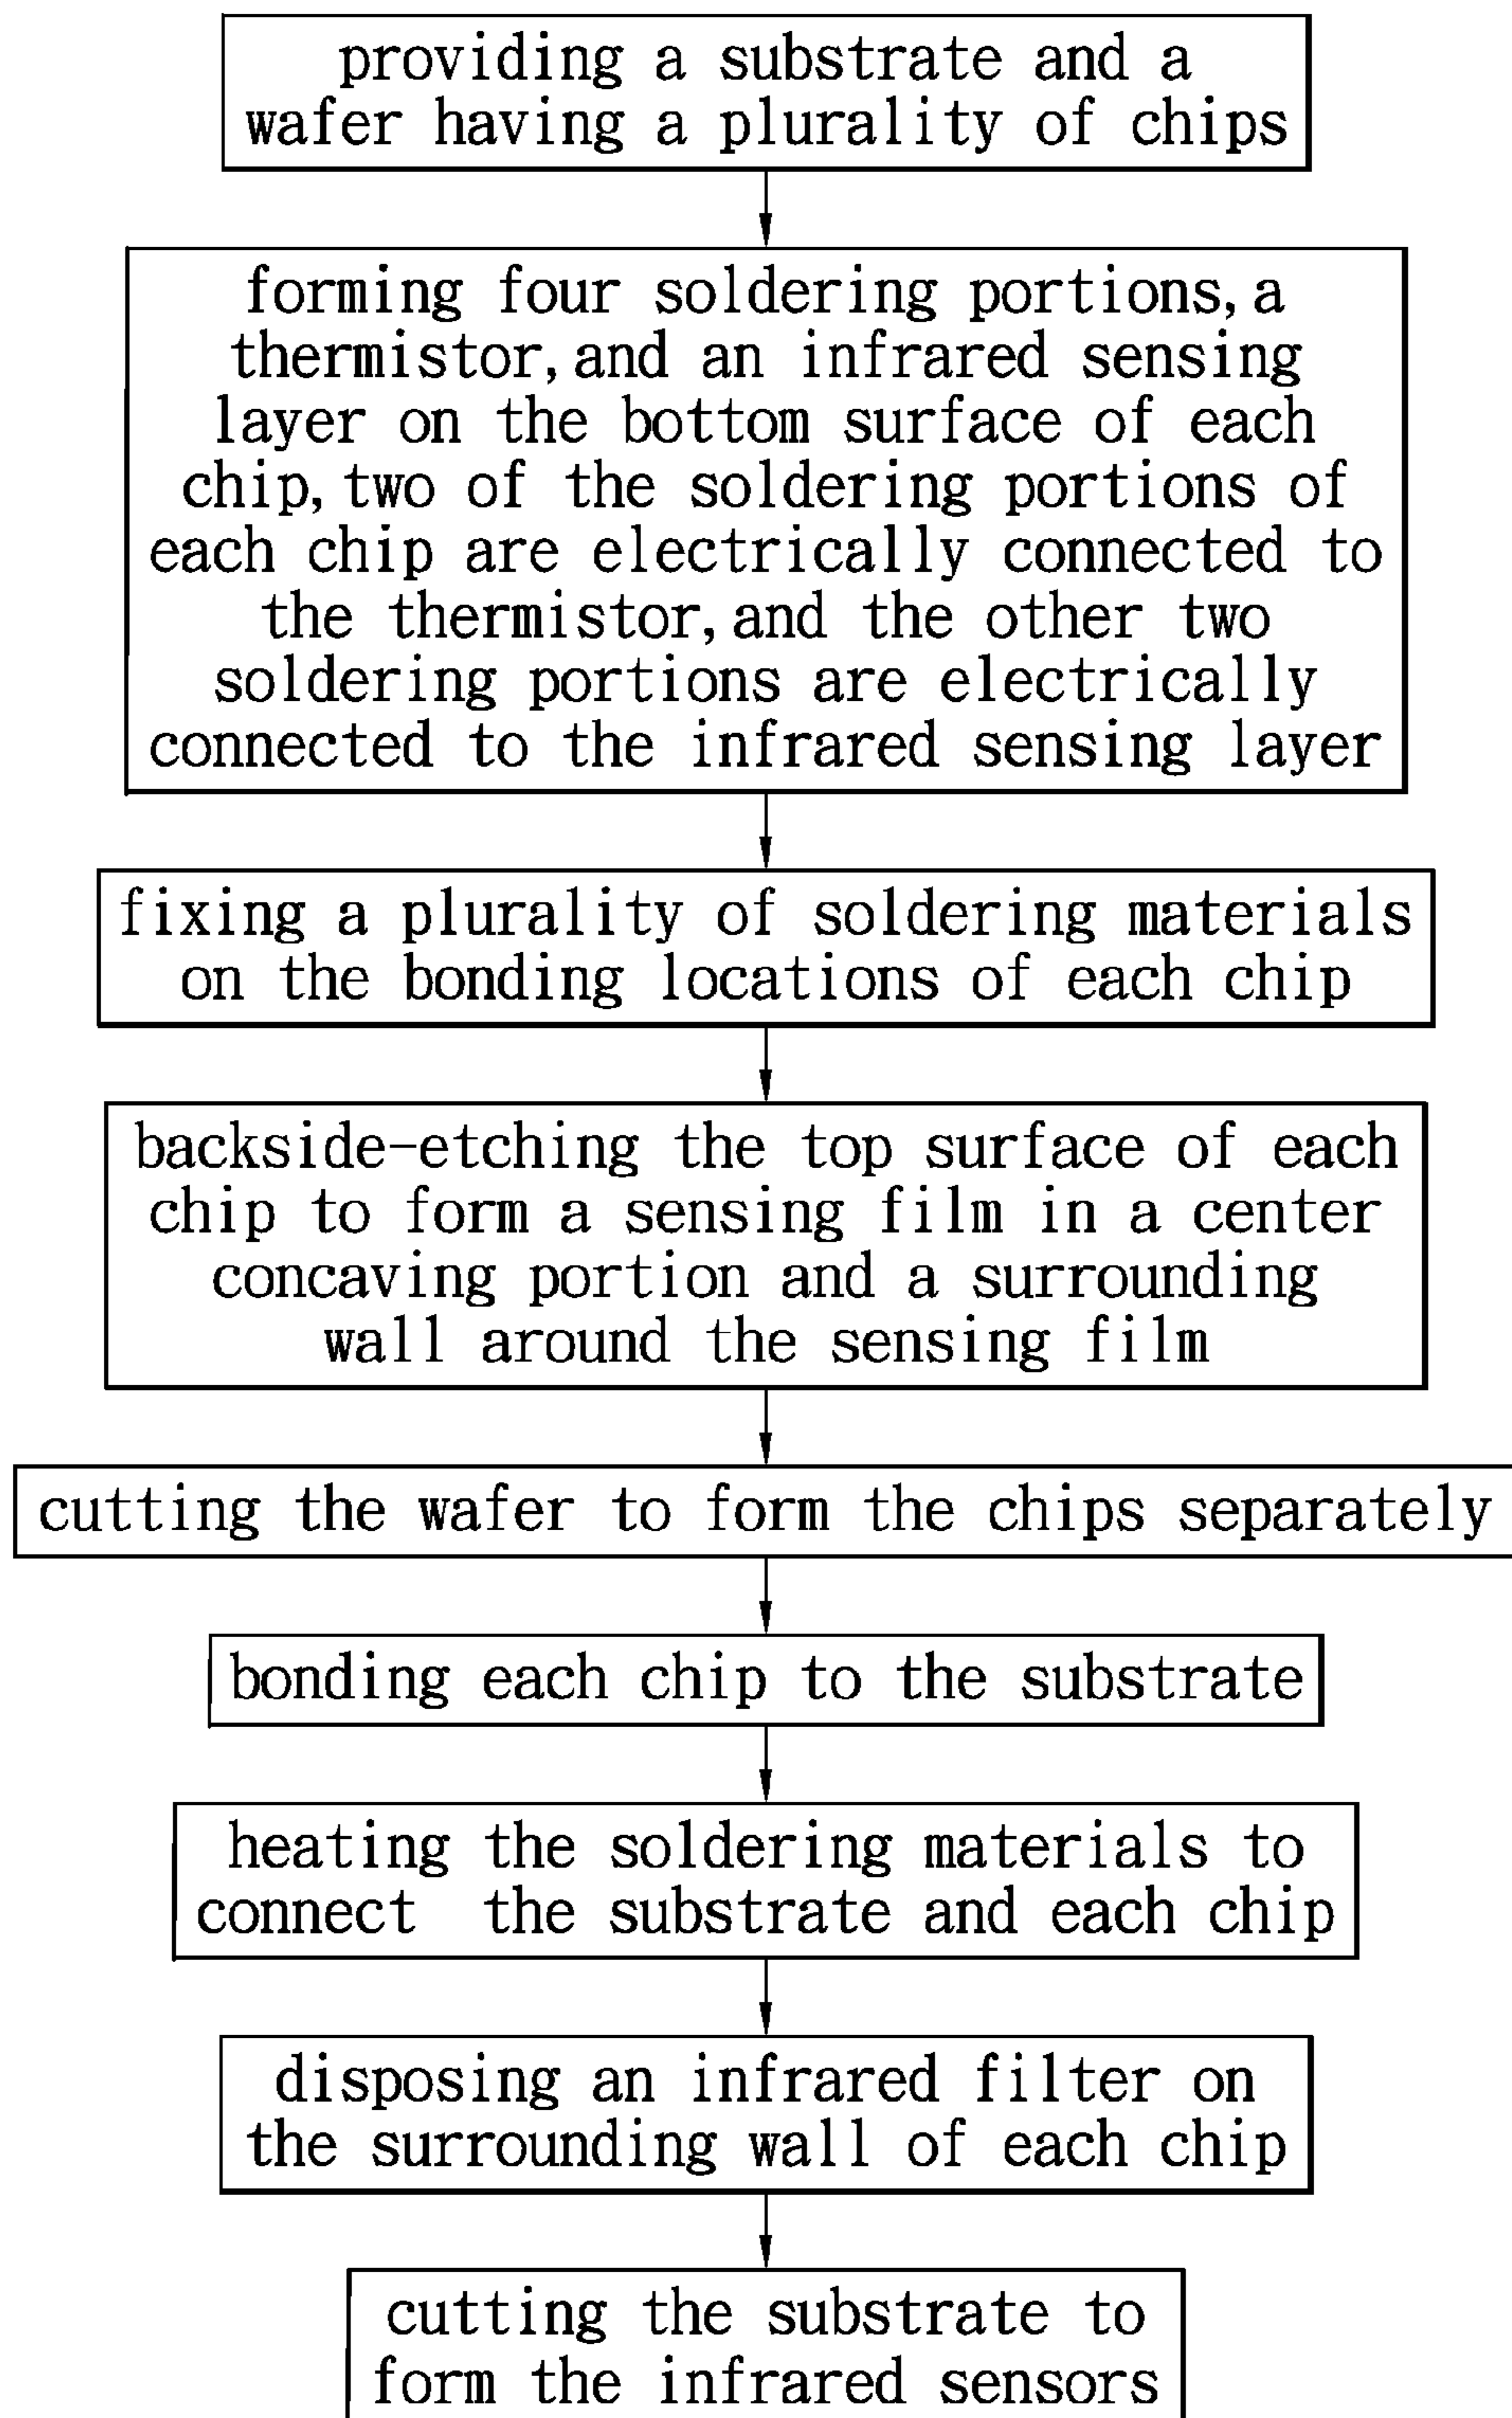 providing a substrate and a
wafer having a plurality of chips
forming four soldering portions, a
thermistor, and an infrared sensing
layer on the bottom surface of each
chip, two of the soldering portions of
each chip are electrically connected to
the thermistor, and the other two
soldering portions are electrically
connected to the infrared sensing layer
fixing a plurality of soldering materials
on the bonding locations of each chip
backside-etching the top surface of each
chip to form a sensing film in a center
concaving portion and a surrounding
wall around the sensing film
cutting the wafer to form the chips separately
bonding each chip to the substrate
heating the soldering materials to
connect the substrate and each chip
disposing an infrared filter on
the surrounding wall of each chip
cutting the substrate to
form the infrared sensors